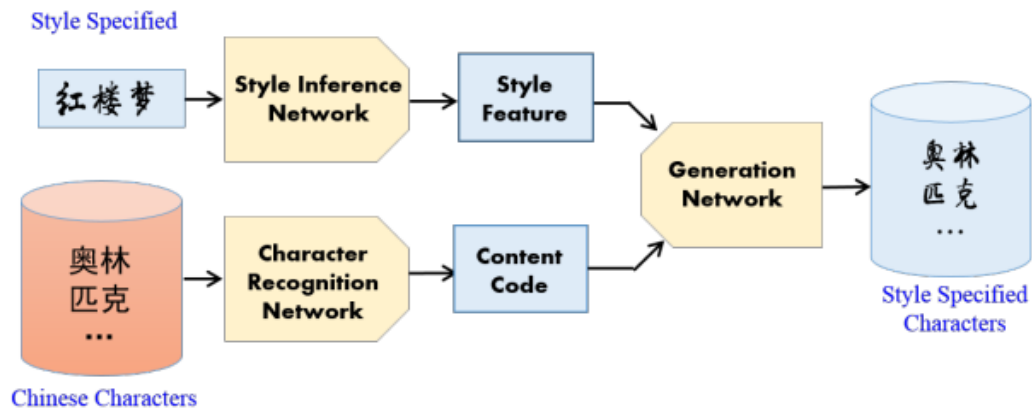 Style Specified
红楼梦
Style Inference
Network
Style
Feature
奥林
匹克
...
Chinese Characters
Character
Recognition
Network
Content
Code
Generation
Network
奥林
匹克
...
Style Specified
Characters